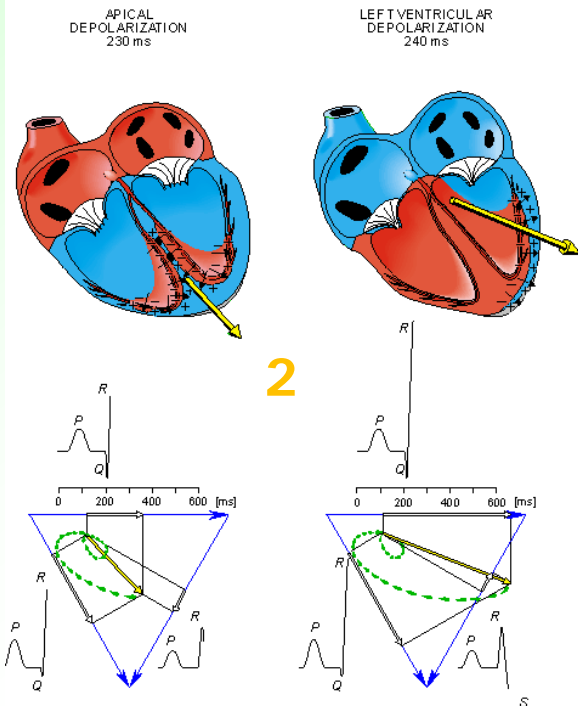 APICAL
DEPOLARIZATION
230 ms
LEFT VENTRICULAR
DEPOLARIZATION
240 ms
2
R
P
Q
R
P
Q
0 200 400 600 [ms]
0 200 400 600 [ms]
R
P
Q
R
P
R
P
Q
R
P
S